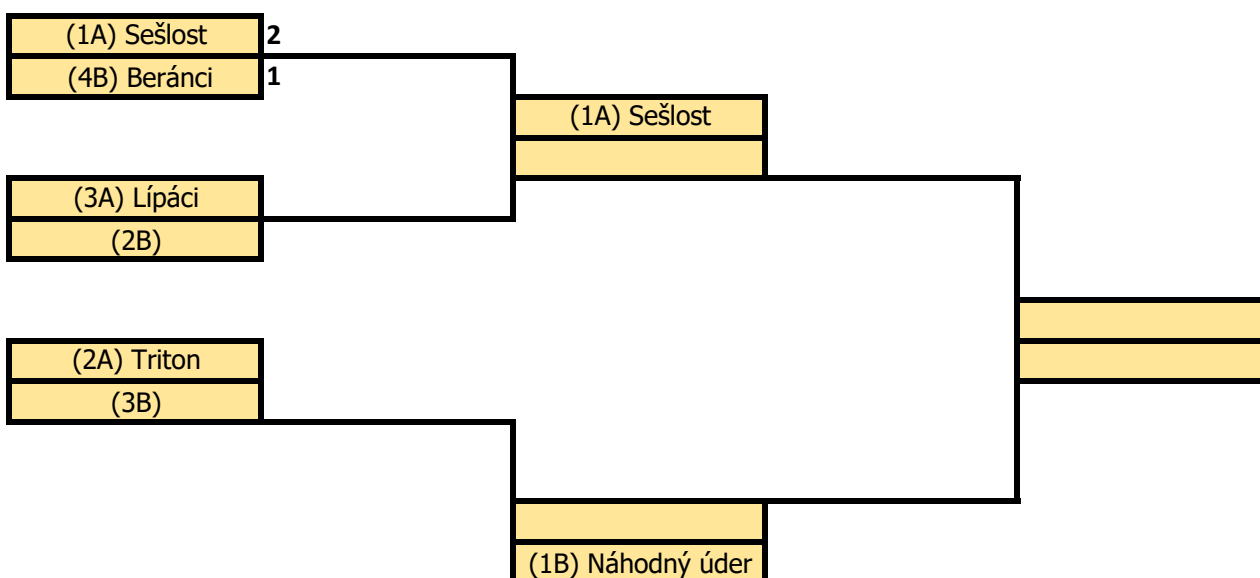 (1A) Sešlost 2
(4B) Beránci 1
(1A) Sešlost
(3A) Lípáci
(2B)
(2A) Triton
(3B)
(1B) Náhodný úder